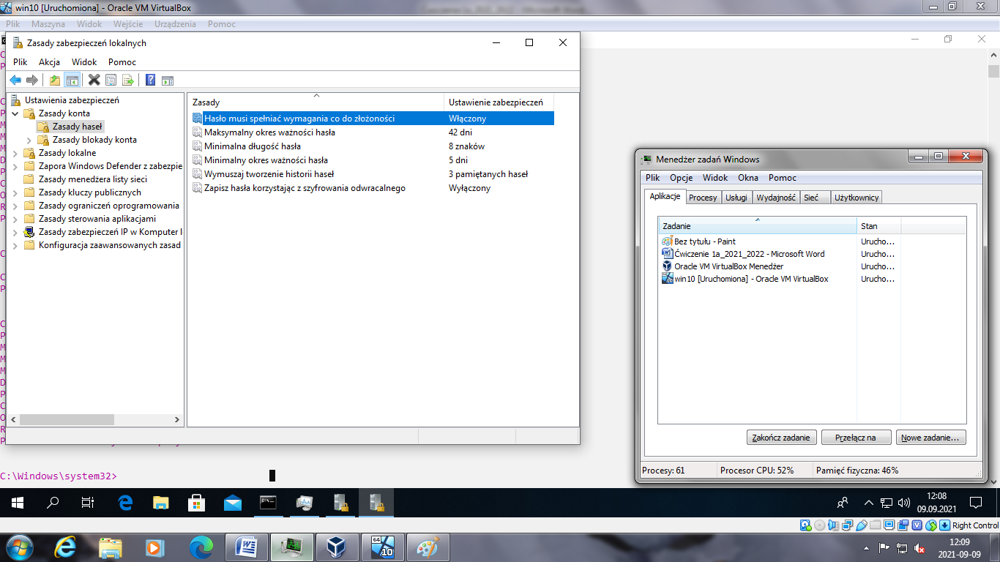 win10 [Uruchomiona] - Oracle VM VirtualBox
Plik Maszyna Widok Wejście Urządzenia Pomoc
Zasady zabezpieczeń lokalnych
Plik Akcja Widok Pomoc
Ustawienia zabezpieczeń
Zasady konta
Zasady haseł
Zasady blokady konta
Zasady lokalne
Zapora Windows Defender z zabezpie
Zasady menedżera listy sieci
Zasady kluczy publicznych
Zasady ograniczeń oprogramowania
Zasady sterowania aplikacjami
Zasady zabezpieczeń IP w Komputer l
Konfiguracja zaawansowanych zasad
Zasady Ustawienie zabezpieczeń
Hasło musi spełniać wymagania co do złożoności Włączony
Maksymalny okres ważności hasła 42 dni
Minimalna długość hasła 8 znaków
Minimalny okres ważności hasła 5 dni
Wymuszaj tworzenie historii haseł 3 pamiętanych haseł
Zapisz hasła korzystając z szyfrowania odwracalnego Wyłączony
C:\Windows\system32>
Menedżer zadań Windows
Plik Opcje Widok Okna Pomoc
Aplikacje Procesy Usługi Wydajność Sieć Użytkownicy
Zadanie Stan
Bez tytułu - Paint Urucho...
Ćwiczenie 1a_2021_2022 - Microsoft Word Urucho...
Oracle VM VirtualBox Menedżer Urucho...
win10 [Uruchomiona] - Oracle VM VirtualBox Urucho...
Zakończ zadanie Przełącz na Nowe zadanie...
Procesy: 61 Procesor CPU: 52% Pamięć fizyczna: 46%
12:08
09.09.2021
Right Control
64
10
12:09
2021-09-09